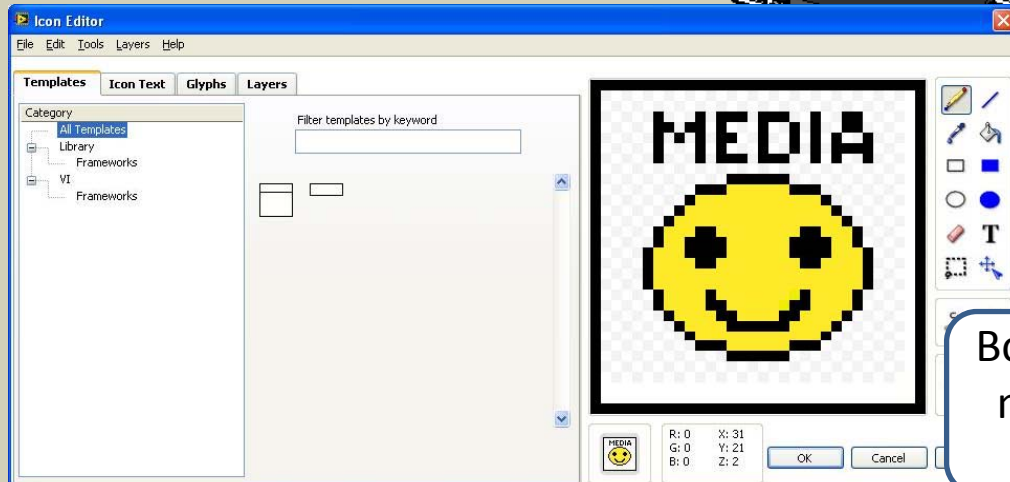 Icon Editor
File Edit Tools Layers Help
Templates Icon Text Glyphs Layers
Category
All Templates
Library
Frameworks
VI
Frameworks
Filter templates by keyword
MEDIA
T
MEDIA
R: 0 X: 31
G: 0 Y: 21
B: 0 Z: 2
OK Cancel